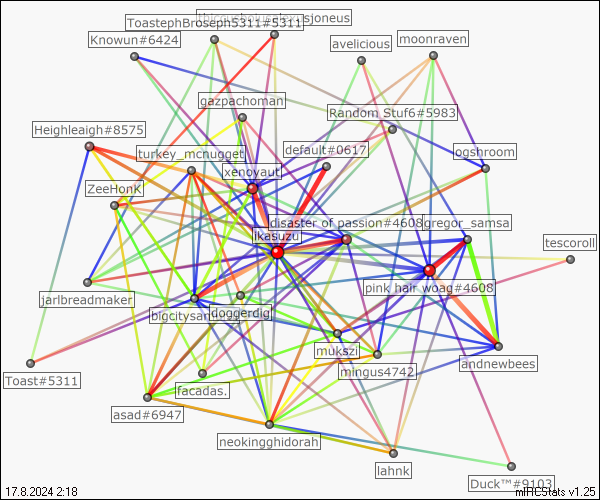 ToastephBroseph5311#5311
sjoneus
Knowun#6424
avelicious
moonraven
gazpachoman
Random Stuf6#5983
Heighleigh#8575
turkey_mcnugget
default#0617
ogshroom
xenoyaut
ZeeHonK
disaster of passion#4608
gregor_samsa
ikasuzu
tescoroll
pink hair woag#4608
jarlbreadmaker
doggerdig
mukszi
andnewbees
mingus4742
Toast#5311
facadas.
asad#6947
neokingghidorah
lahnk
Duck™#9103
17.8.2024 2:18
mIRCStats v1.25